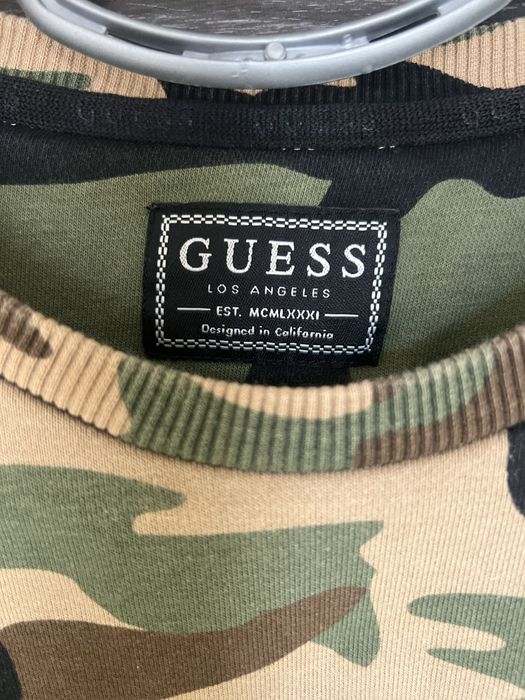 GUESS
LOS ANGELES
EST. MCMLXXXI
Designed in California